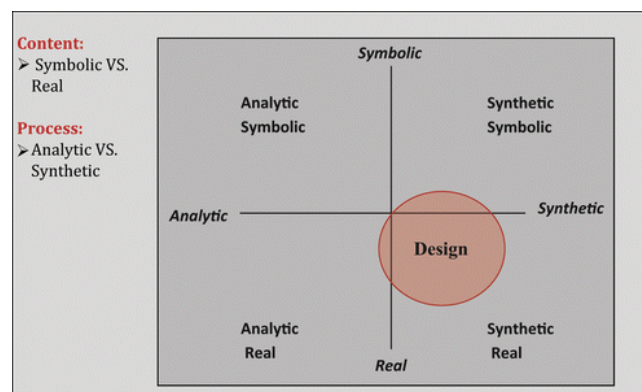 Content:
➤ Symbolic VS.
Real
Process:
➤ Analytic VS.
Synthetic
Symbolic
Analytic
Symbolic
Synthetic
Symbolic
Analytic
Synthetic
Design
Analytic
Real
Synthetic
Real
Real